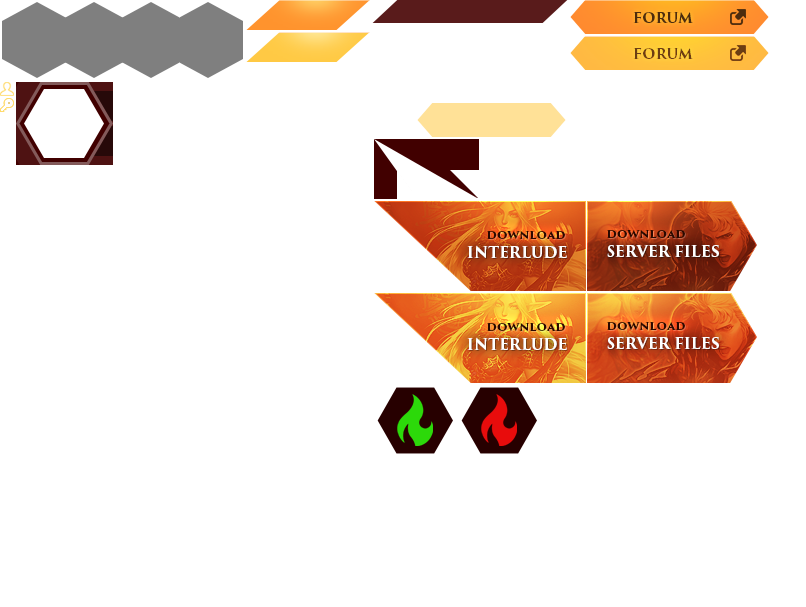 FORUM
FORUM
DOWNLOAD
INTERLUDE
DOWNLOAD
SERVER FILES
DOWNLOAD
INTERLUDE
DOWNLOAD
SERVER FILES